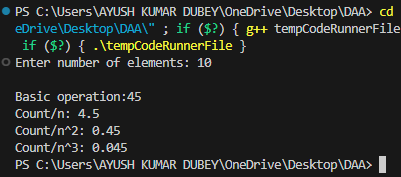 PS C:\Users\AYUSH KUMAR DUBEY\OneDrive\Desktop\DAA> cd
eDrive\Desktop\DAA\" ; if ($?) { g++ tempCodeRunnerFile
 if ($?) { .\tempCodeRunnerFile }
Enter number of elements: 10

Basic operation:45
Count/n: 4.5
Count/n^2: 0.45
Count/n^3: 0.045
PS C:\Users\AYUSH KUMAR DUBEY\OneDrive\Desktop\DAA>